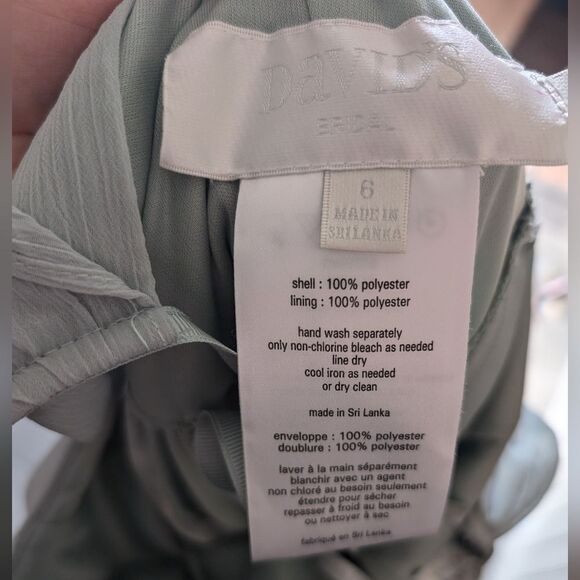 DAVID'S
BRIDAL
6
MADE IN
SRI LANKA
shell : 100% polyester
lining : 100% polyester
hand wash separately
only non-chlorine bleach as needed
line dry
cool iron as needed
or dry clean
made in Sri Lanka
enveloppe : 100% polyester
doublure : 100% polyester
laver à la main séparément
blanchir avec un agent
non chloré au besoin seulement
étendre pour sécher
repasser à froid au besoin
ou nettoyer à sac
fabriqué en Sri Lanka